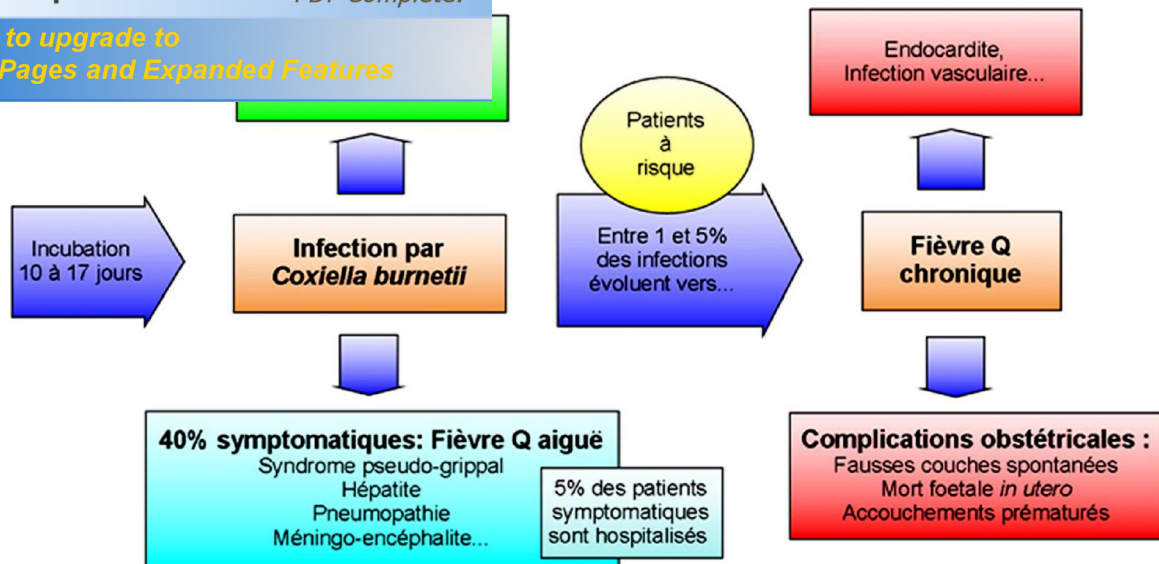 PDF Complete.
to upgrade to
Pages and Expanded Features
Endocardite,
Infection vasculaire...
Patients
à
risque
Incubation
10 à 17 jours
Infection par
Coxiella burnetii
Entre 1 et 5%
des infections
évoluent vers...
Fièvre Q
chronique
40% symptomatiques: Fièvre Q aiguë
Syndrome pseudo-grippal
Hépatite
Pneumopathie
Méningo-encéphalite...
5% des patients
symptomatiques
sont hospitalisés
Complications obstétricales :
Fausses couches spontanées
Mort foetale in utero
Accouchements prématurés